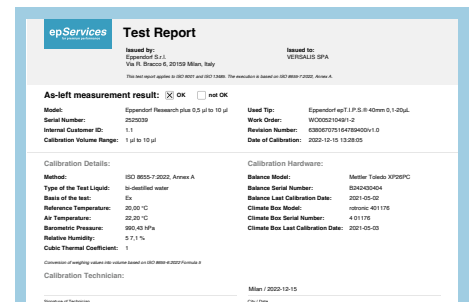 epServices
for premium performance
Test Report
Issued by:
Eppendorf S.r.l.
Via R. Bracco 6, 20159 Milan, Italy
Issued to:
VERSALIS SPA
This test report applies to ISO 9001 and ISO 13485. The execution is based on ISO 8655-7:2022, Annex A.
As-left measurement result: ☒ OK ☐ not OK
Model: Eppendorf Research plus 0,5 µl to 10 µl
Serial Number: 2525039
Internal Customer ID: 1.1
Calibration Volume Range: 1 µl to 10 µl
Used Tip: Eppendorf epT.I.P.S.® 40mm 0,1-20µL
Work Order: WO00521049/1-2
Revision Number: 638067075164789400/v1.0
Date of Calibration: 2022-12-15 13:28:05
Calibration Details:
Method: ISO 8655-7:2022, Annex A
Type of the Test Liquid: bi-destilled water
Basis of the test: Ex
Reference Temperature: 20,00 °C
Air Temperature: 22,20 °C
Barometric Pressure: 990,43 hPa
Relative Humidity: 57,1 %
Cubic Thermal Coefficient: 1
Calibration Hardware:
Balance Model: Mettler Toledo XP26PC
Balance Serial Number: B242430404
Balance Last Calibration Date: 2021-05-02
Climate Box Model: rotronic 401176
Climate Box Serial Number: 4 01176
Climate Box Last Calibration Date: 2021-05-03
Conversion of weighing values into volume based on ISO 8655-6:2022 Formula 6
Calibration Technician:
Milan / 2022-12-15
Signature of Technician
City / Date